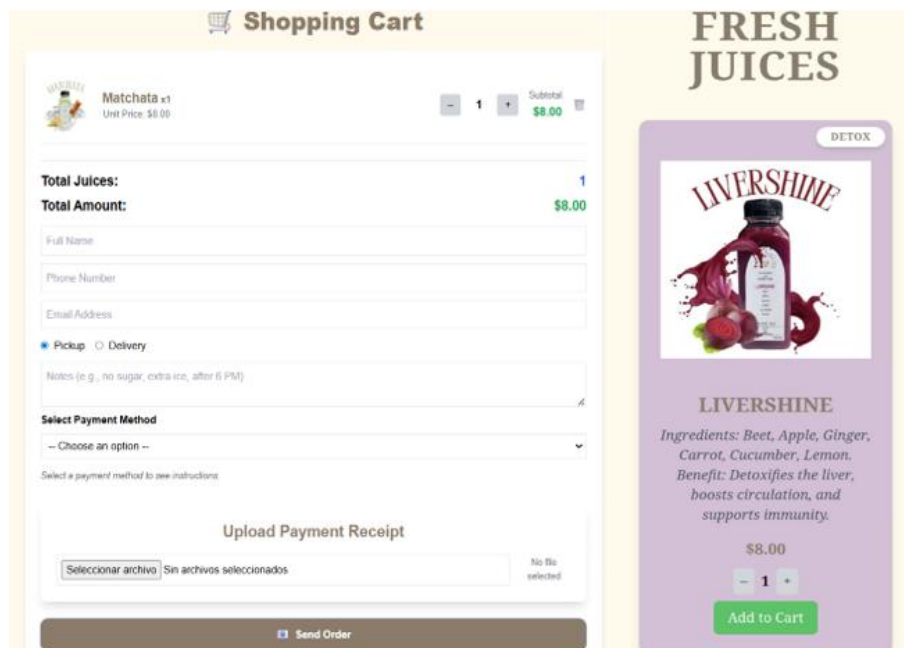 🛒 Shopping Cart
MATCHATA
Matchata x1
Unit Price: $8.00
−
1
+
Subtotal
$8.00
Total Juices:
1
Total Amount:
$8.00
Full Name
Phone Number
Email Address
Pickup
Delivery
Notes (e.g., no sugar, extra ice, after 6 PM)
Select Payment Method
-- Choose an option --
Select a payment method to see instructions.
Upload Payment Receipt
Seleccionar archivo
Sin archivos seleccionados
No file
selected
Send Order
FRESH
JUICES
DETOX
LIVERSHINE
LIVERSHINE
Ingredients: Beet, Apple, Ginger,
Carrot, Cucumber, Lemon.
Benefit: Detoxifies the liver,
boosts circulation, and
supports immunity.
$8.00
−
1
+
Add to Cart